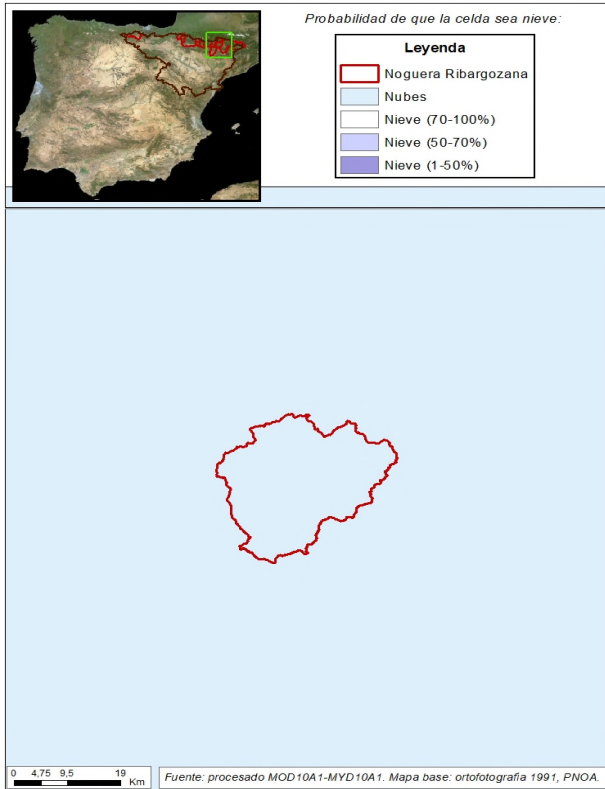 Probabilidad de que la celda sea nieve:
Leyenda
Noguera Ribargozana
Nubes
Nieve (70-100%)
Nieve (50-70%)
Nieve (1-50%)
0 4,75 9,5 19
Km
Fuente: procesado MOD10A1-MYD10A1. Mapa base: ortofotografia 1991, PNOA.